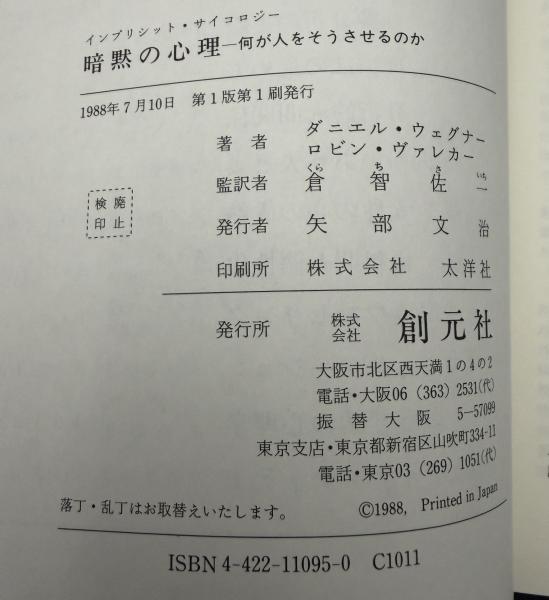 インプリシット・サイコロジー
暗黙の心理―何が人をそうさせるのか
1988年7月10日 第1版第1刷発行
著者 ダニエル・ウェグナー
ロビン・ヴァレカー
くら ち さ いち
監訳者 倉智佐一
検廃
印止
発行者 矢部文治
印刷所 株式会社 太洋社
発行所 株式会社 創元社
大阪市北区西天満1の4の2
電話・大阪06(363)2531(代)
振替大阪 5―57099
東京支店・東京都新宿区山吹町334-11
電話・東京03(269)1051(代)
落丁・乱丁はお取替えいたします。 ©1988, Printed in Japan
ISBN4-422-11095-0 C1011